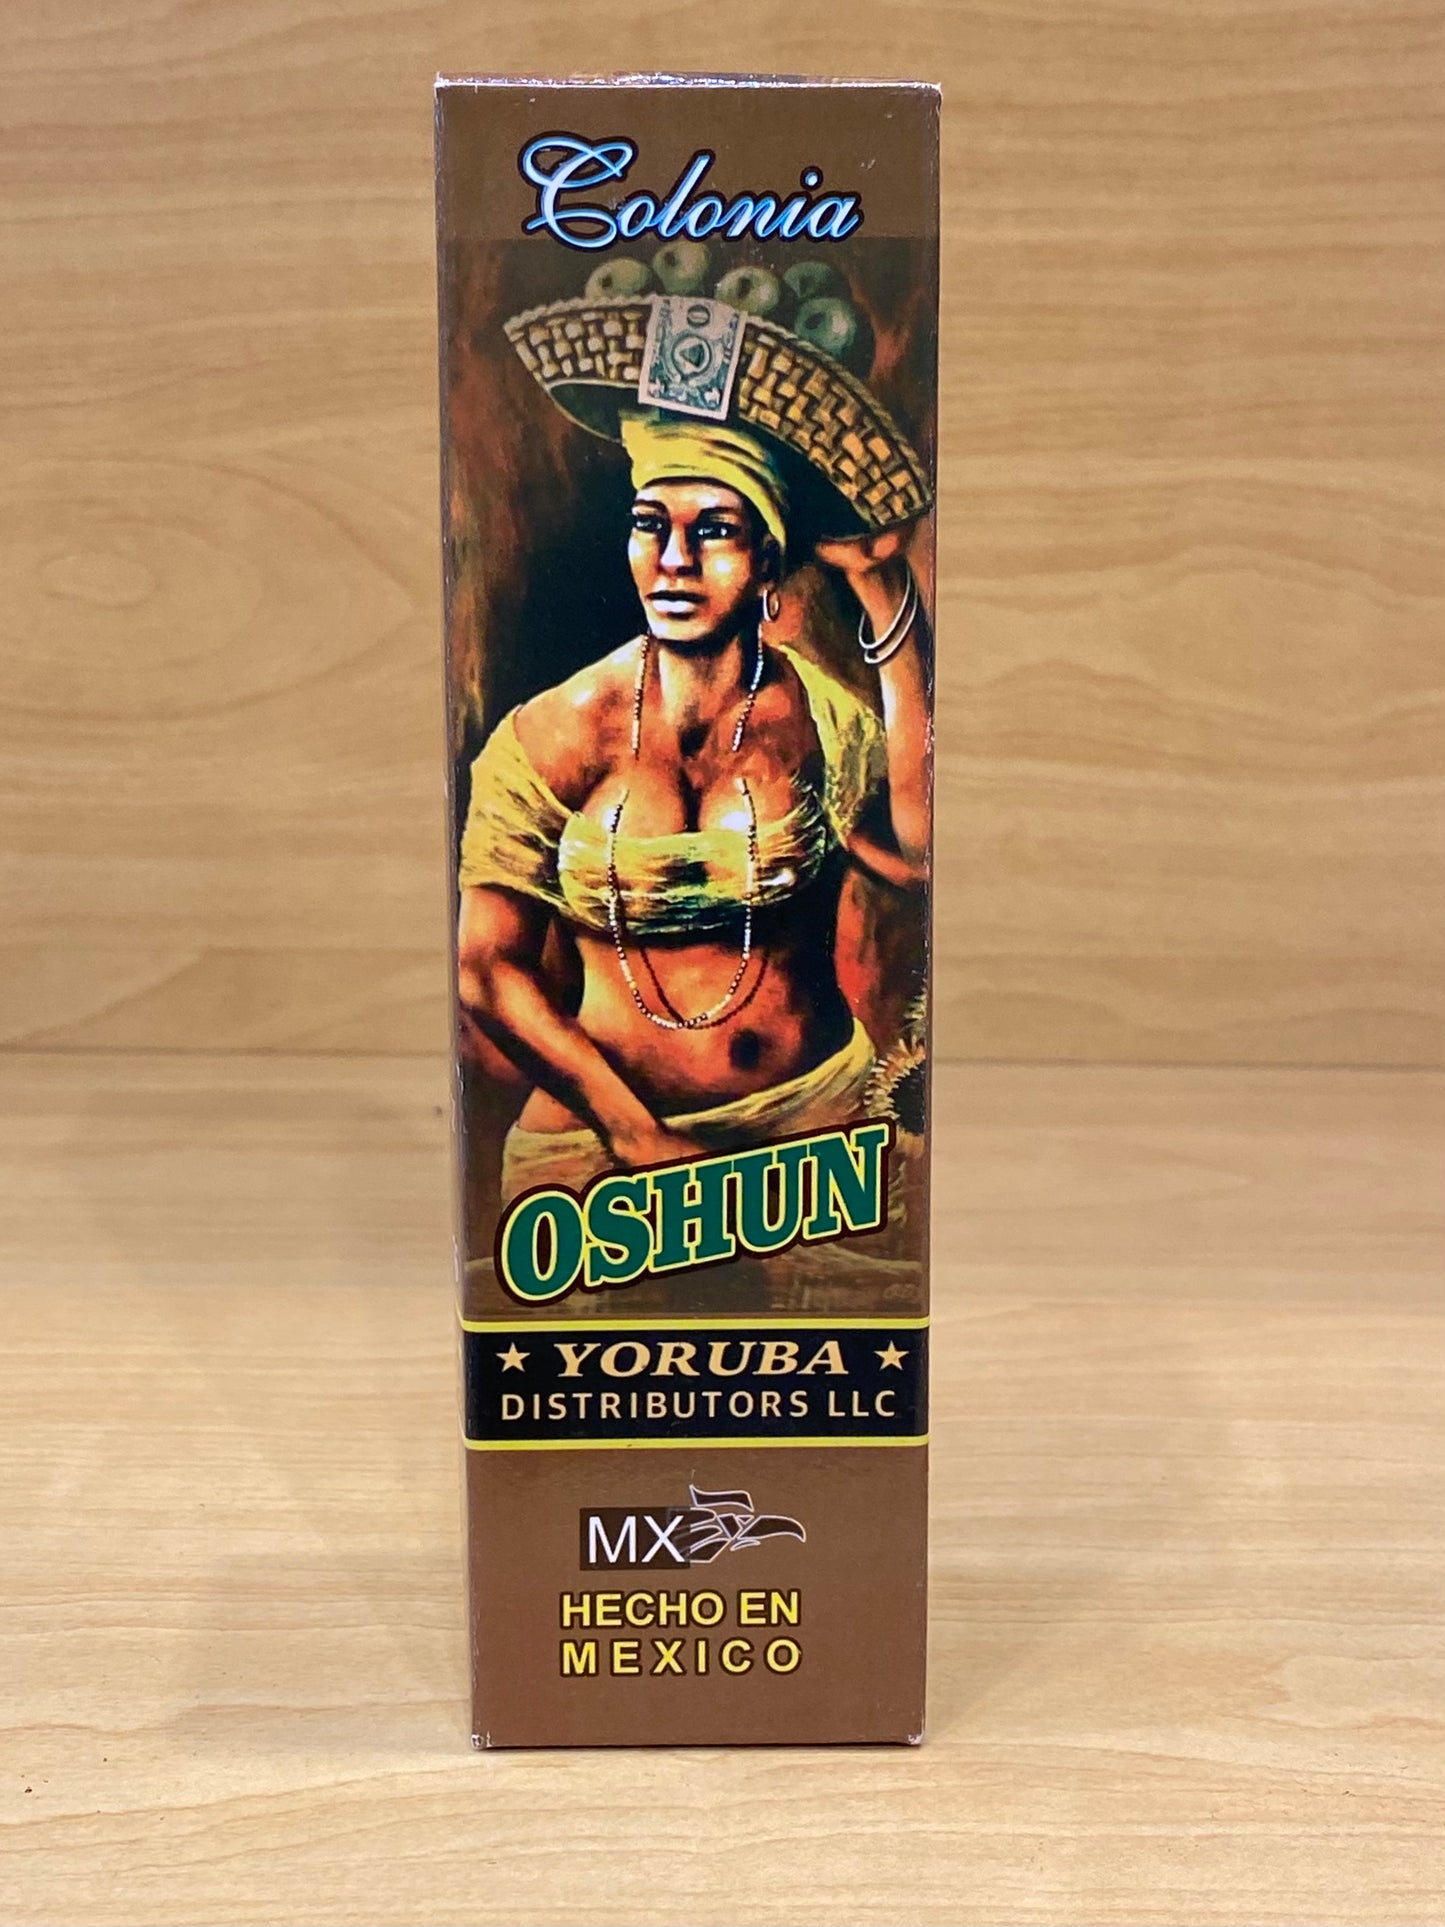 Colonia
OSHUN
YORUBA
DISTRIBUTORS LLC
MX
HECHO EN
MEXICO